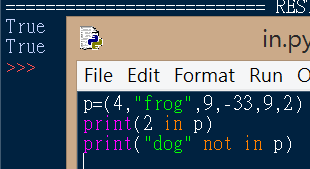 ========================= RES
True
True
>>>
in.py
File Edit Format Run O
p=(4,"frog",9,-33,9,2)
print(2 in p)
print("dog" not in p)